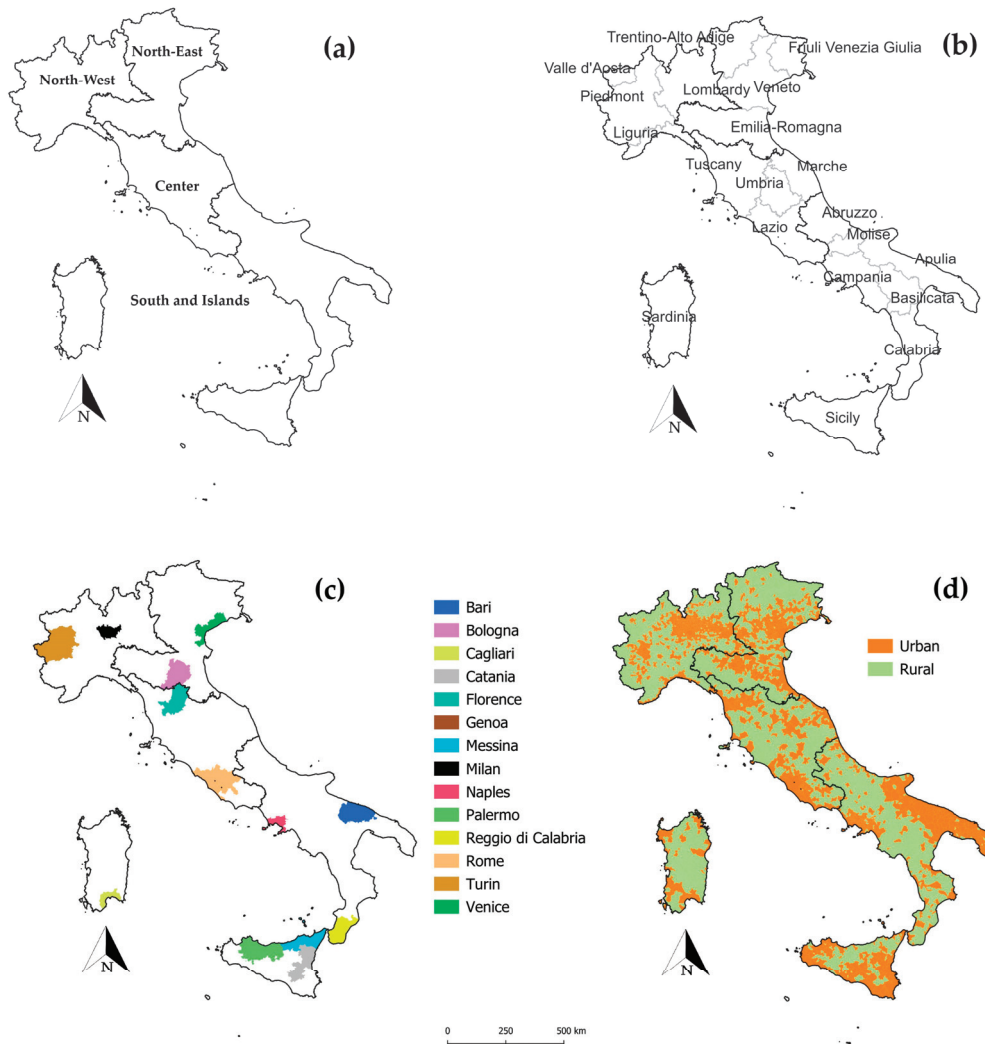 (a)
North-East
North-West
Center
South and Islands
N
(b)
Trentino-Alto Adige
Friuli Venezia Giulia
Valle d'Aosta
Piedmont
Lombardy
Veneto
Liguria
Emilia-Romagna
Tuscany
Marche
Umbria
Abruzzo
Lazio
Molise
Apulia
Campania
Basilicata
Sardinia
Calabria
Sicily
N
(c)
Bari
Bologna
Cagliari
Catania
Florence
Genoa
Messina
Milan
Naples
Palermo
Reggio di Calabria
Rome
Turin
Venice
N
(d)
Urban
Rural
N
0 250 500 km